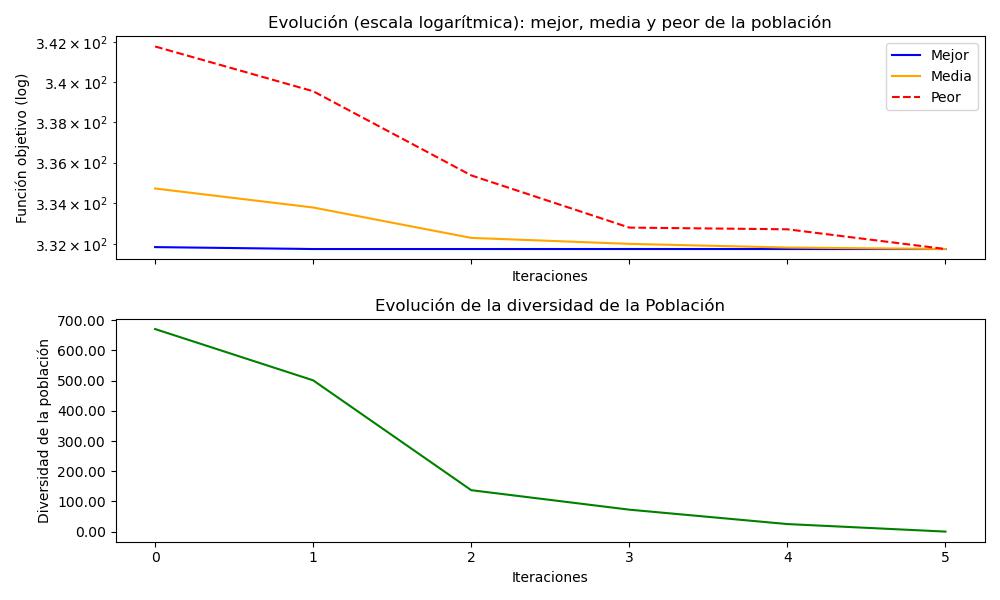 Evolución (escala logarítmica): mejor, media y peor de la población
Función objetivo (log)
3.42 × 10²
3.4 × 10²
3.38 × 10²
3.36 × 10²
3.34 × 10²
3.32 × 10²
Mejor
Media
Peor
Iteraciones
Evolución de la diversidad de la Población
Diversidad de la población
700.00
600.00
500.00
400.00
300.00
200.00
100.00
0.00
0 1 2 3 4 5
Iteraciones